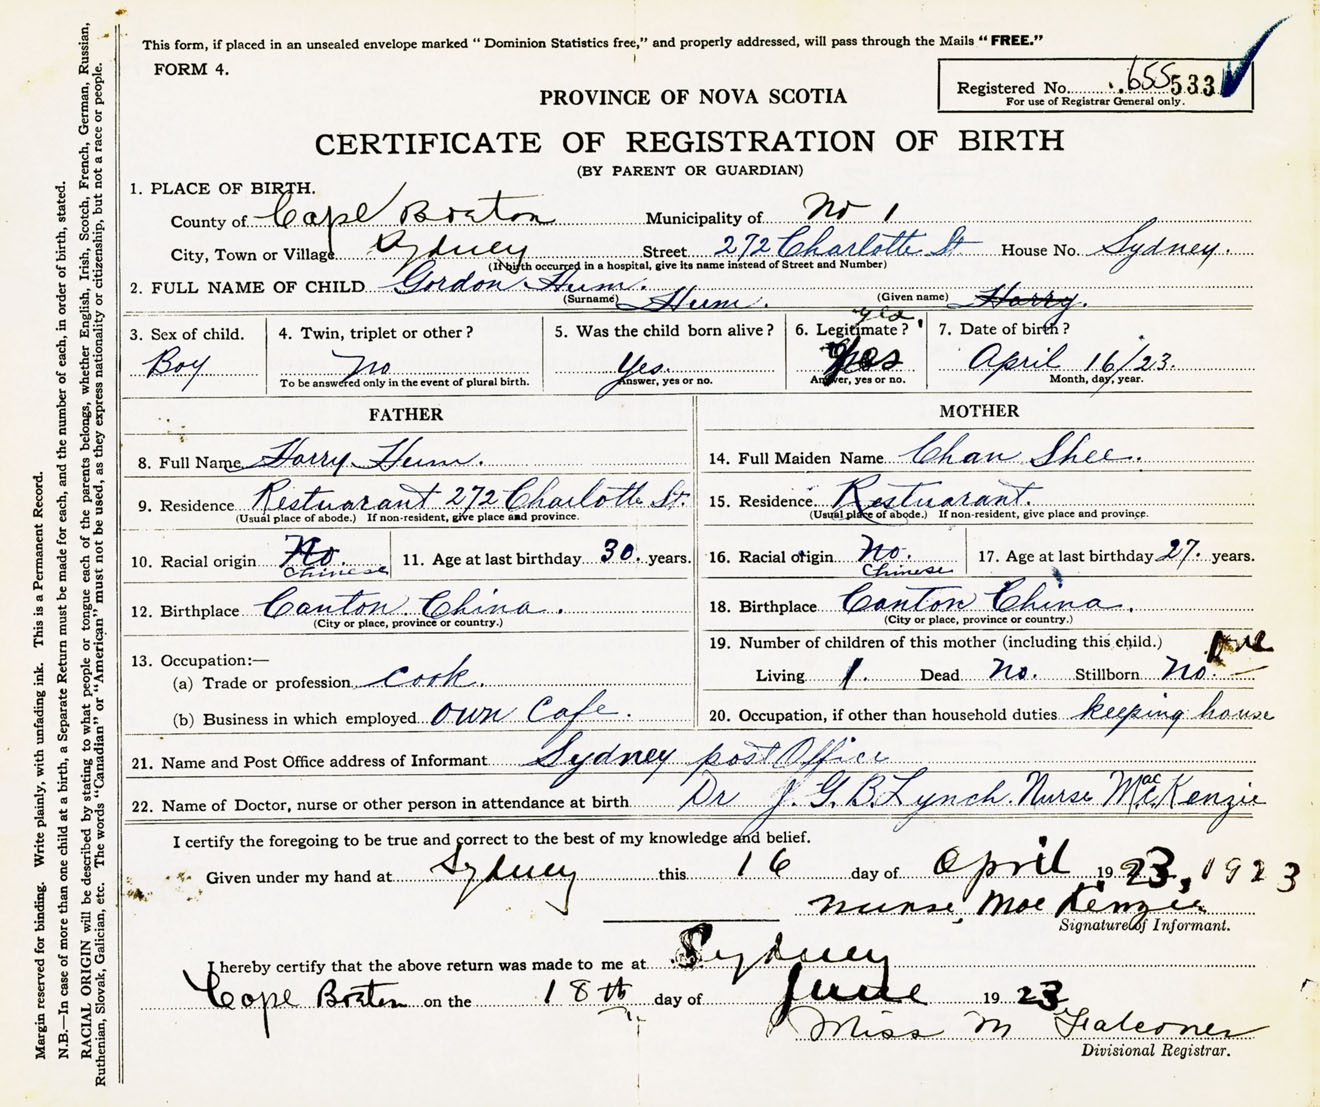 This form, if placed in an unsealed envelope marked “ Dominion Statistics free,” and properly addressed, will pass through the Mails “ FREE.”
FORM 4.
Registered No. 655 533
For use of Registrar General only.
PROVINCE OF NOVA SCOTIA
CERTIFICATE OF REGISTRATION OF BIRTH
(BY PARENT OR GUARDIAN)
1. PLACE OF BIRTH.
County of Cape Breton Municipality of No 1
City, Town or Village Sydney Street 272 Charlotte St House No. Sydney.
(If birth occurred in a hospital, give its name instead of Street and Number)
2. FULL NAME OF CHILD Gordon Hum.
(Surname) Hum. (Given name) Harry.
3. Sex of child. 4. Twin, triplet or other? 5. Was the child born alive? 6. Legitimate? yes. 7. Date of birth?
Boy No Yes. Yes April 16/23.
To be answered only in the event of plural birth. Answer, yes or no. Answer, yes or no. Month, day, year.
FATHER MOTHER
8. Full Name Harry Hum. 14. Full Maiden Name Chan Shee.
9. Residence Restuarant 272 Charlotte St. 15. Residence Restuarant.
(Usual place of abode.) If non-resident, give place and province. (Usual place of abode.) If non-resident, give place and province.
10. Racial origin No. Chinese 11. Age at last birthday 30. years. 16. Racial origin No. Chinese 17. Age at last birthday 27. years.
12. Birthplace Canton China. 18. Birthplace Canton China.
(City or place, province or country.) (City or place, province or country.)
13. Occupation:— 19. Number of children of this mother (including this child.)
(a) Trade or profession cook. Living 1. Dead No. Stillborn No.
(b) Business in which employed own Cafe. 20. Occupation, if other than household duties keeping house
21. Name and Post Office address of Informant Sydney post Office
22. Name of Doctor, nurse or other person in attendance at birth Dr J. G. B. Lynch. Nurse MacKenzie
I certify the foregoing to be true and correct to the best of my knowledge and belief.
Given under my hand at Sydney this 16 day of April 19 23, 1923
nurse MacKenzie
Signature of Informant.
I hereby certify that the above return was made to me at Sydney
Cape Breton on the 18th day of June 19 23
Miss M Falconer
Divisional Registrar.
Margin reserved for binding. Write plainly, with unfading ink. This is a Permanent Record.
N.B.—In case of more than one child at a birth, a Separate Return must be made for each, and the number of each, in order of birth, stated.
RACIAL ORIGIN will be described by stating to what people or tongue each of the parents belongs, whether English, Irish, Scotch, French, German, Russian,
Ruthenian, Slovak, Galician, etc. The words “Canadian” or “American” must not be used, as they express nationality or citizenship, but not a race or people.